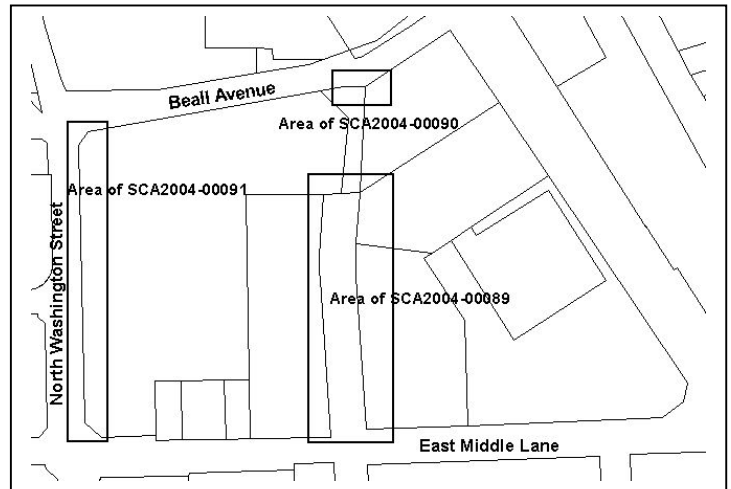 Beall Avenue
Area of SCA2004-00090
Area of SCA2004-00091
North Washington Street
Area of SCA2004-00089
East Middle Lane